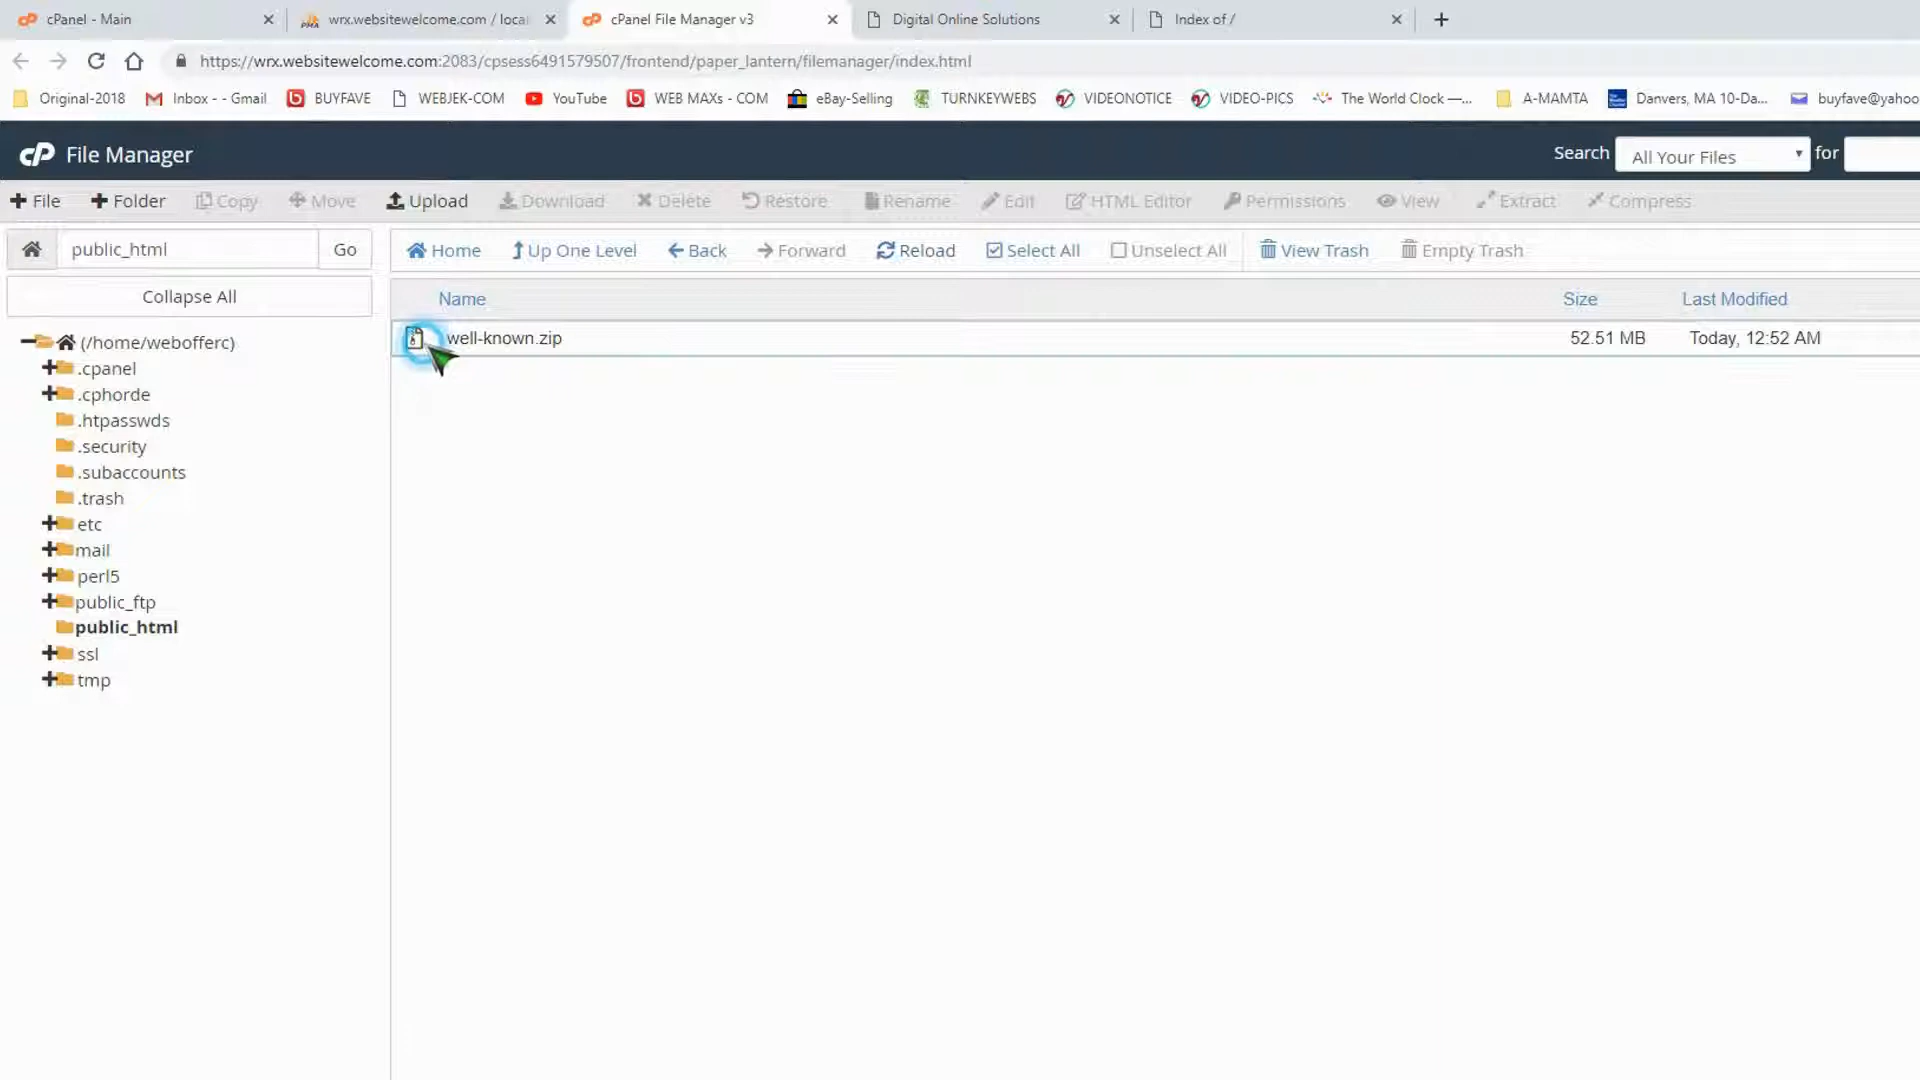 cPanel - Main
wrx.websitewelcome.com / loca
cPanel File Manager v3
Digital Online Solutions
Index of /
https://wrx.websitewelcome.com:2083/cpsess6491579507/frontend/paper_lantern/filemanager/index.html
Original-2018 Inbox - - Gmail BUYFAVE WEBJEK-COM YouTube WEB MAXs - COM eBay-Selling TURNKEYWEBS VIDEONOTICE VIDEO-PICS The World Clock —... A-MAMTA Danvers, MA 10-Da... buyfave@yahoo
cP File Manager
Search All Your Files for
File Folder Copy Move Upload Download Delete Restore Rename Edit HTML Editor Permissions View Extract Compress
public_html Go
Home Up One Level Back Forward Reload Select All Unselect All View Trash Empty Trash
Collapse All
Name Size Last Modified
well-known.zip 52.51 MB Today, 12:52 AM
(/home/webofferc)
.cpanel
.cphorde
.htpasswds
.security
.subaccounts
.trash
etc
mail
perl5
public_ftp
public_html
ssl
tmp